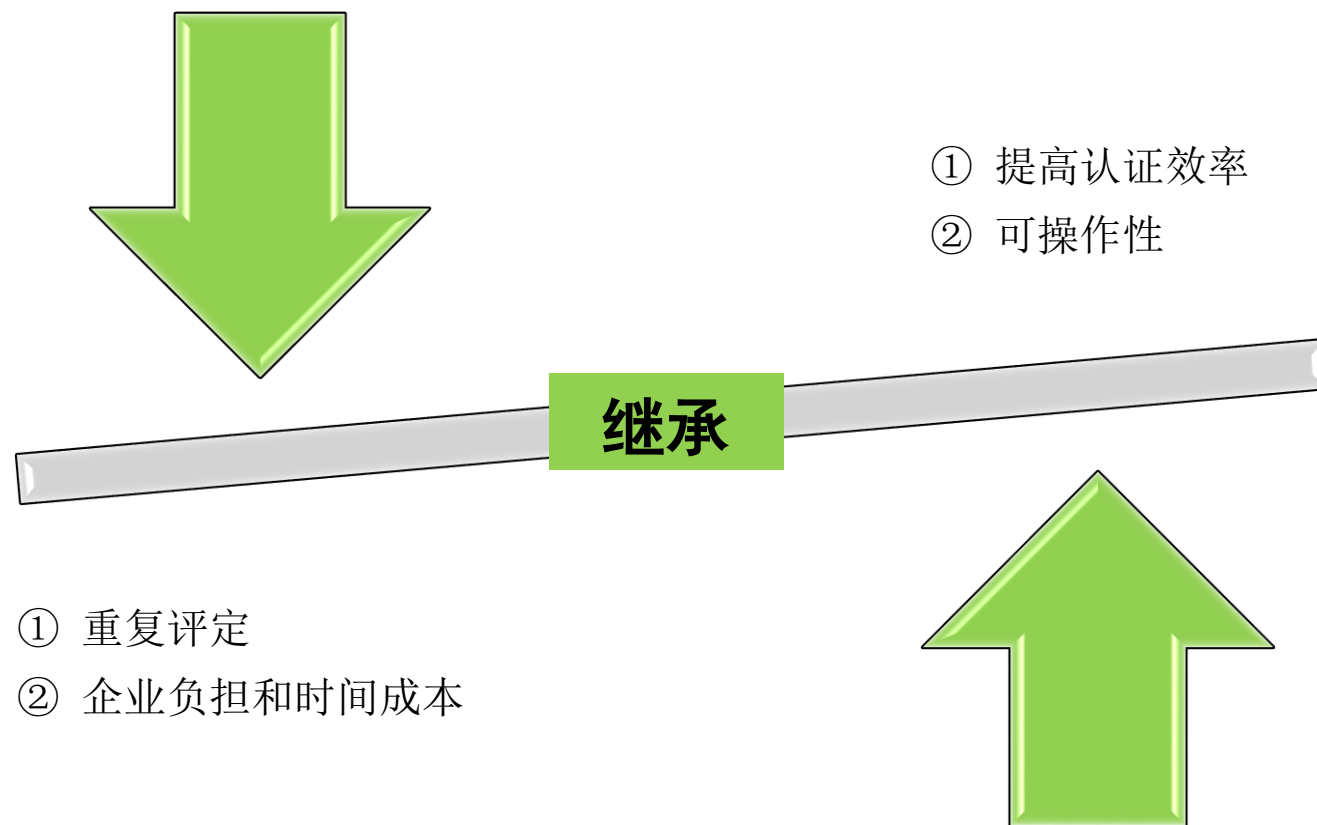 ① 提高认证效率
② 可操作性
继承
① 重复评定
② 企业负担和时间成本